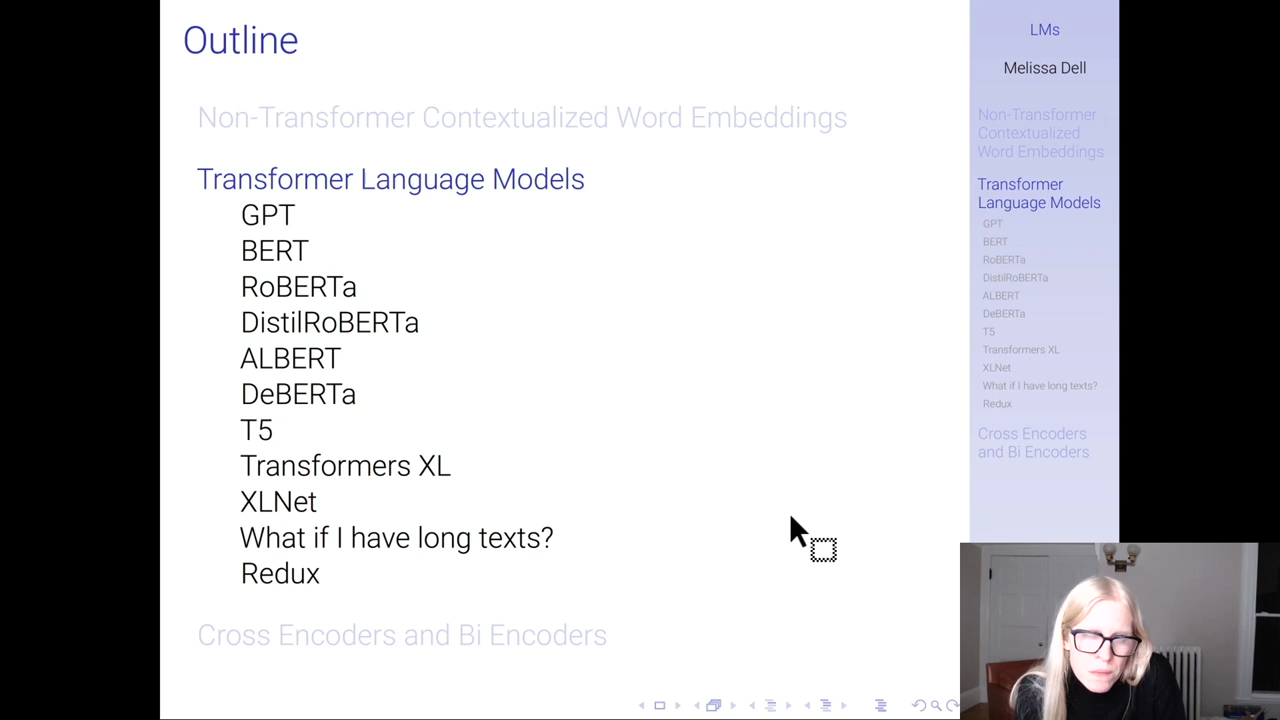 Outline
Non-Transformer Contextualized Word Embeddings
Transformer Language Models
GPT
BERT
RoBERTa
DistilRoBERTa
ALBERT
DeBERTa
T5
Transformers XL
XLNet
What if I have long texts?
Redux
Cross Encoders and Bi Encoders
LMs
Melissa Dell
Non-Transformer
Contextualized
Word Embeddings
Transformer
Language Models
GPT
BERT
RoBERTa
DistilRoBERTa
ALBERT
DeBERTa
T5
Transformers XL
XLNet
What if I have long texts?
Redux
Cross Encoders
and Bi Encoders